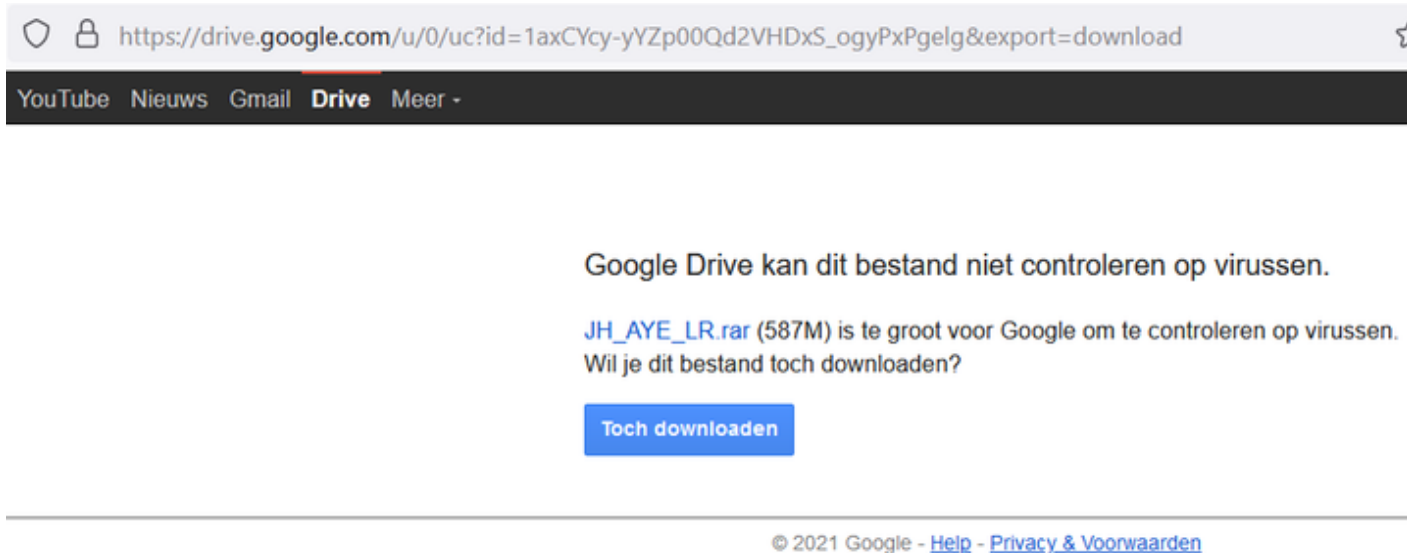 https://drive.google.com/u/0/uc?id=1axCYcy-yYZp00Qd2VHDxS_ogyPxPgelg&export=download
YouTube Nieuws Gmail Drive Meer
Google Drive kan dit bestand niet controleren op virussen.
JH_AYE_LR.rar (587M) is te groot voor Google om te controleren op virussen.
Wil je dit bestand toch downloaden?
Toch downloaden
© 2021 Google - Help - Privacy & Voorwaarden